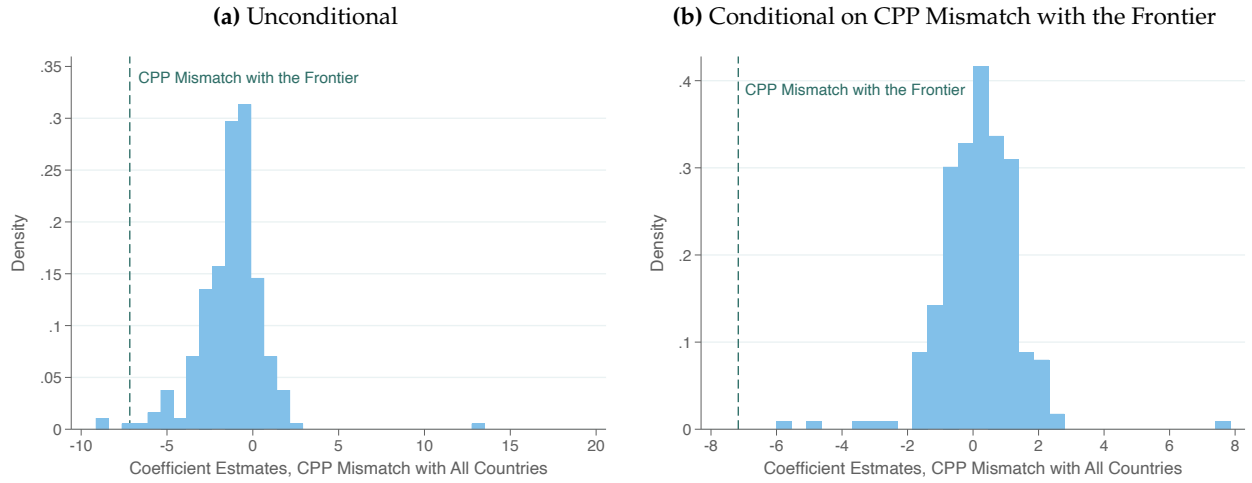 (a) Unconditional
.35
.3
.25
.2
.15
.1
.05
0
Density
CPP Mismatch with the Frontier
-10 -5 0 5 10 15 20
Coefficient Estmates, CPP Mismatch with All Countries
(b) Conditional on CPP Mismatch with the Frontier
.4
.3
.2
.1
0
Density
CPP Mismatch with the Frontier
-8 -6 -4 -2 0 2 4 6 8
Coefficient Estmates, CPP Mismatch with All Countries